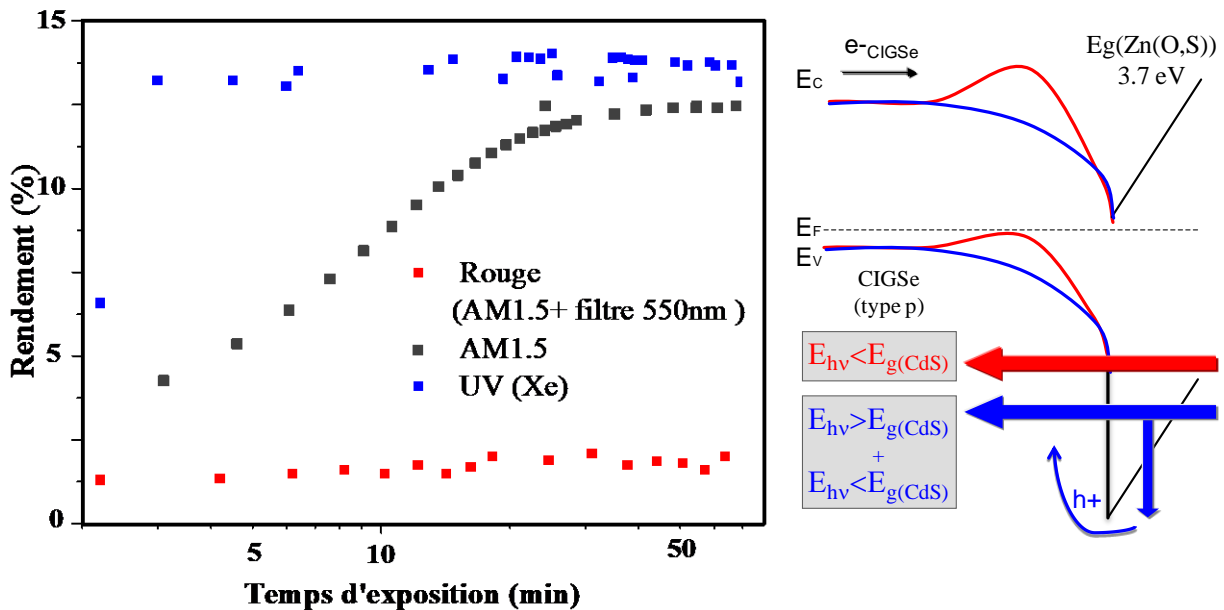 15
10
5
0
Rendement (%)
5
10
50
Temps d'exposition (min)
Rouge
(AM1.5+ filtre 550nm )
AM1.5
UV (Xe)
e-CIGSe
Eg(Zn(O,S))
3.7 eV
EC
EF
EV
CIGSe
(type p)
Ehν<Eg(CdS)
Ehν>Eg(CdS)
+
Ehν<Eg(CdS)
h+